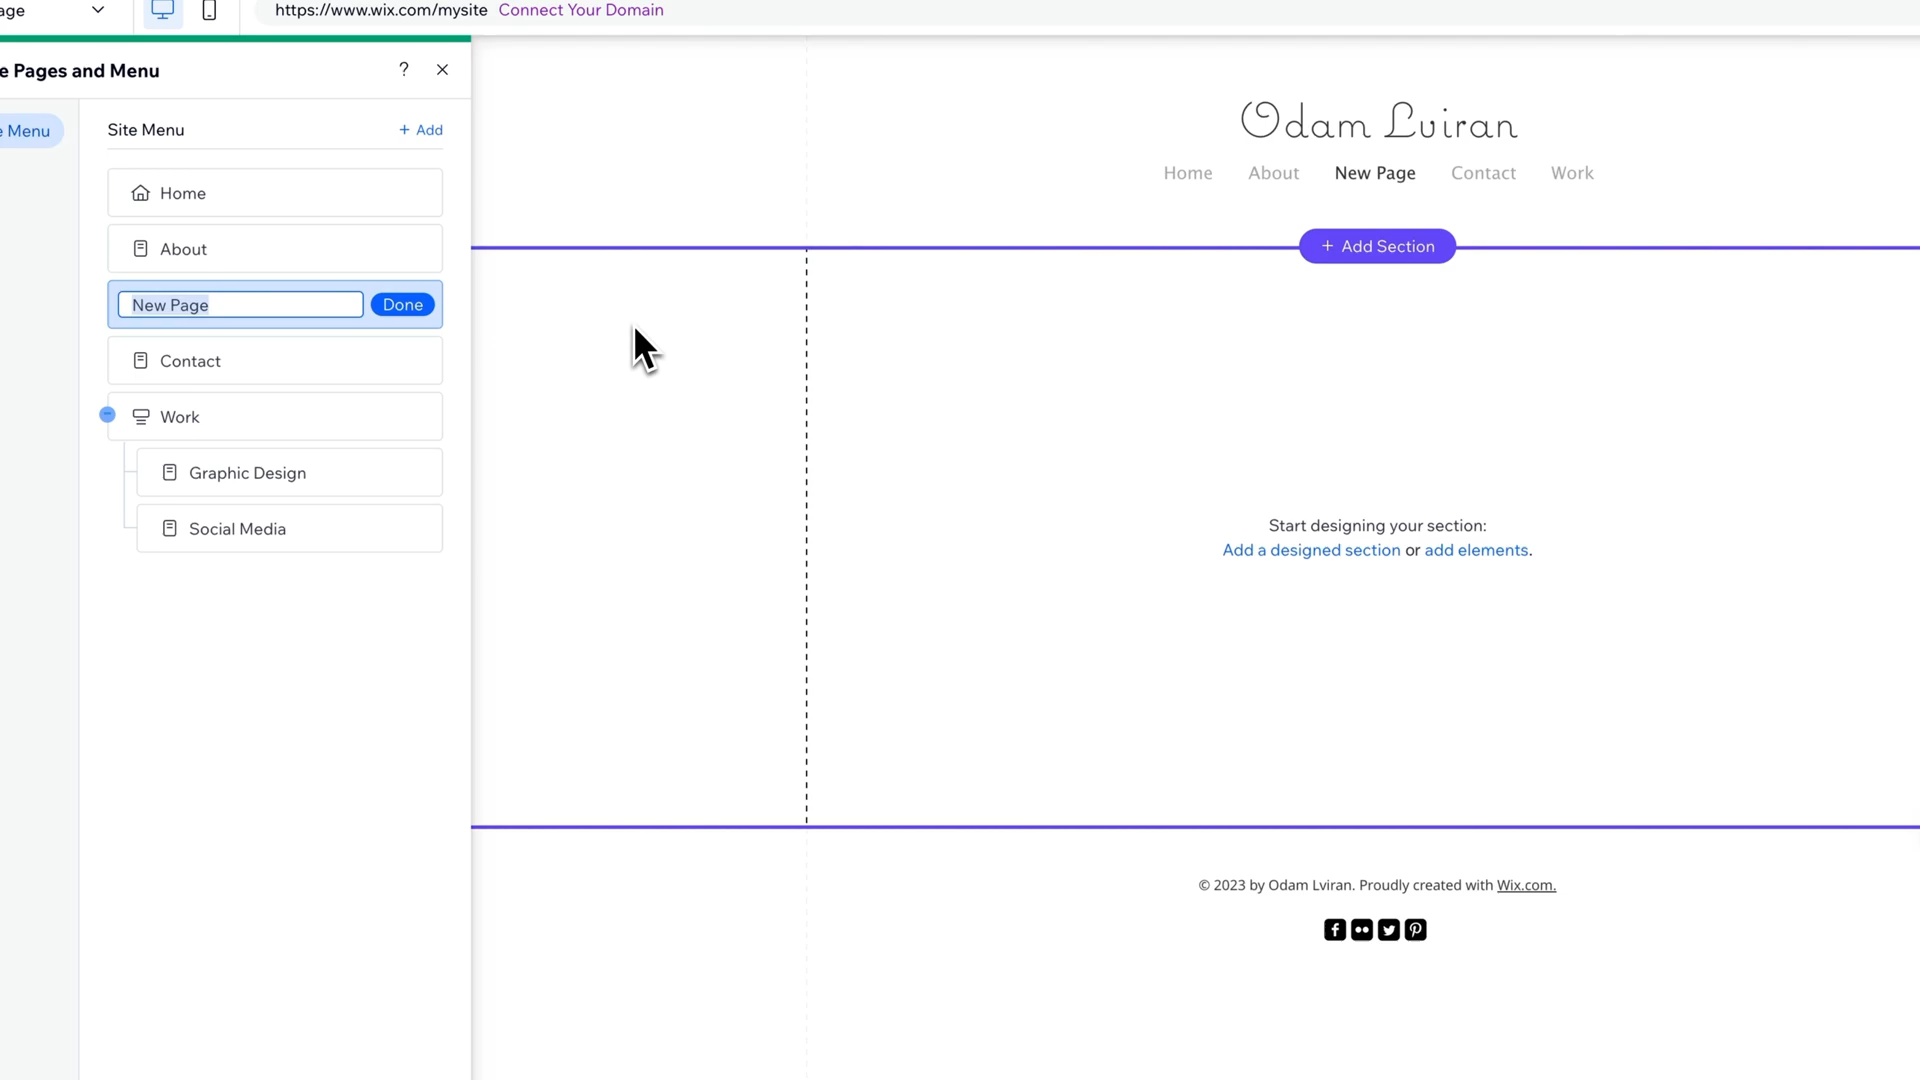 age
https://www.wix.com/mysite Connect Your Domain
e Pages and Menu ? ×
e Menu
Site Menu
+ Add
Home
About
New Page Done
Contact
Work
Graphic Design
Social Media
Odam Lviran
Home About New Page Contact Work
+ Add Section
Start designing your section:
Add a designed section or add elements.
© 2023 by Odam Lviran. Proudly created with Wix.com.